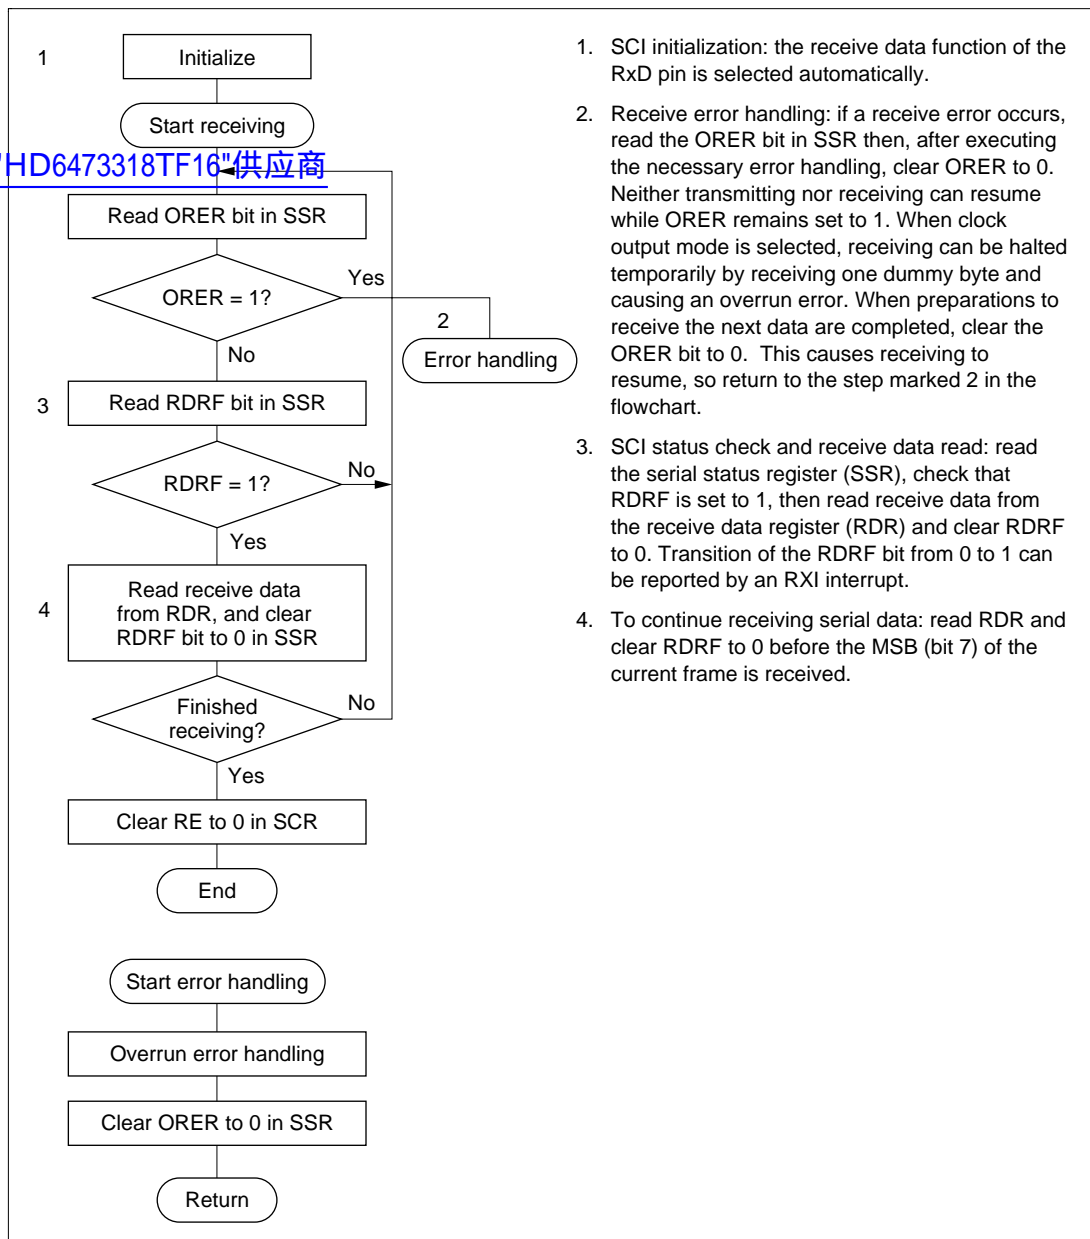 1
Initialize
Start receiving
"HD6473318TF16"供应商
Read ORER bit in SSR
ORER = 1?
Yes
No
2
Error handling
3
Read RDRF bit in SSR
RDRF = 1?
No
Yes
4
Read receive data
from RDR, and clear
RDRF bit to 0 in SSR
Finished
receiving?
No
Yes
Clear RE to 0 in SCR
End
Start error handling
Overrun error handling
Clear ORER to 0 in SSR
Return
1. SCI initialization: the receive data function of the
RxD pin is selected automatically.
2. Receive error handling: if a receive error occurs,
read the ORER bit in SSR then, after executing
the necessary error handling, clear ORER to 0.
Neither transmitting nor receiving can resume
while ORER remains set to 1. When clock
output mode is selected, receiving can be halted
temporarily by receiving one dummy byte and
causing an overrun error. When preparations to
receive the next data are completed, clear the
ORER bit to 0. This causes receiving to
resume, so return to the step marked 2 in the
flowchart.
3. SCI status check and receive data read: read
the serial status register (SSR), check that
RDRF is set to 1, then read receive data from
the receive data register (RDR) and clear RDRF
to 0. Transition of the RDRF bit from 0 to 1 can
be reported by an RXI interrupt.
4. To continue receiving serial data: read RDR and
clear RDRF to 0 before the MSB (bit 7) of the
current frame is received.